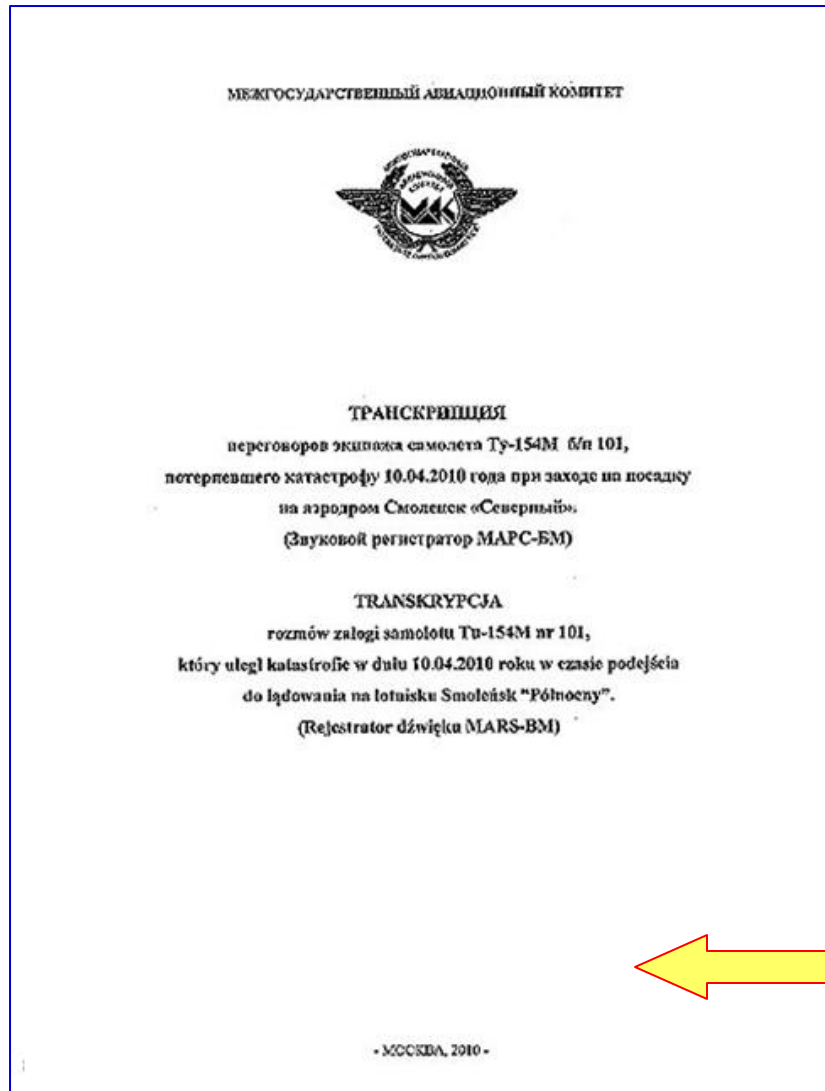 МЕЖГОСУДАРСТВЕННЫЙ АВИАЦИОННЫЙ КОМИТЕТ
МАК
ТРАНСКРИПЦИЯ
переговоров экипажа самолета Ту-154М б/н 101,
потерпевшего катастрофу 10.04.2010 года при заходе на посадку
на аэродром Смоленск «Северный».
(Звуковой регистратор МАРС-БМ)
TRANSKRYPCJA
rozmów załogi samolotu Tu-154M nr 101,
który uległ katastrofie w dniu 10.04.2010 roku w czasie podejścia
do lądowania na lotnisku Smoleńsk "Północny".
(Rejestrator dźwięku MARS-BM)
- МОСКВА, 2010 -